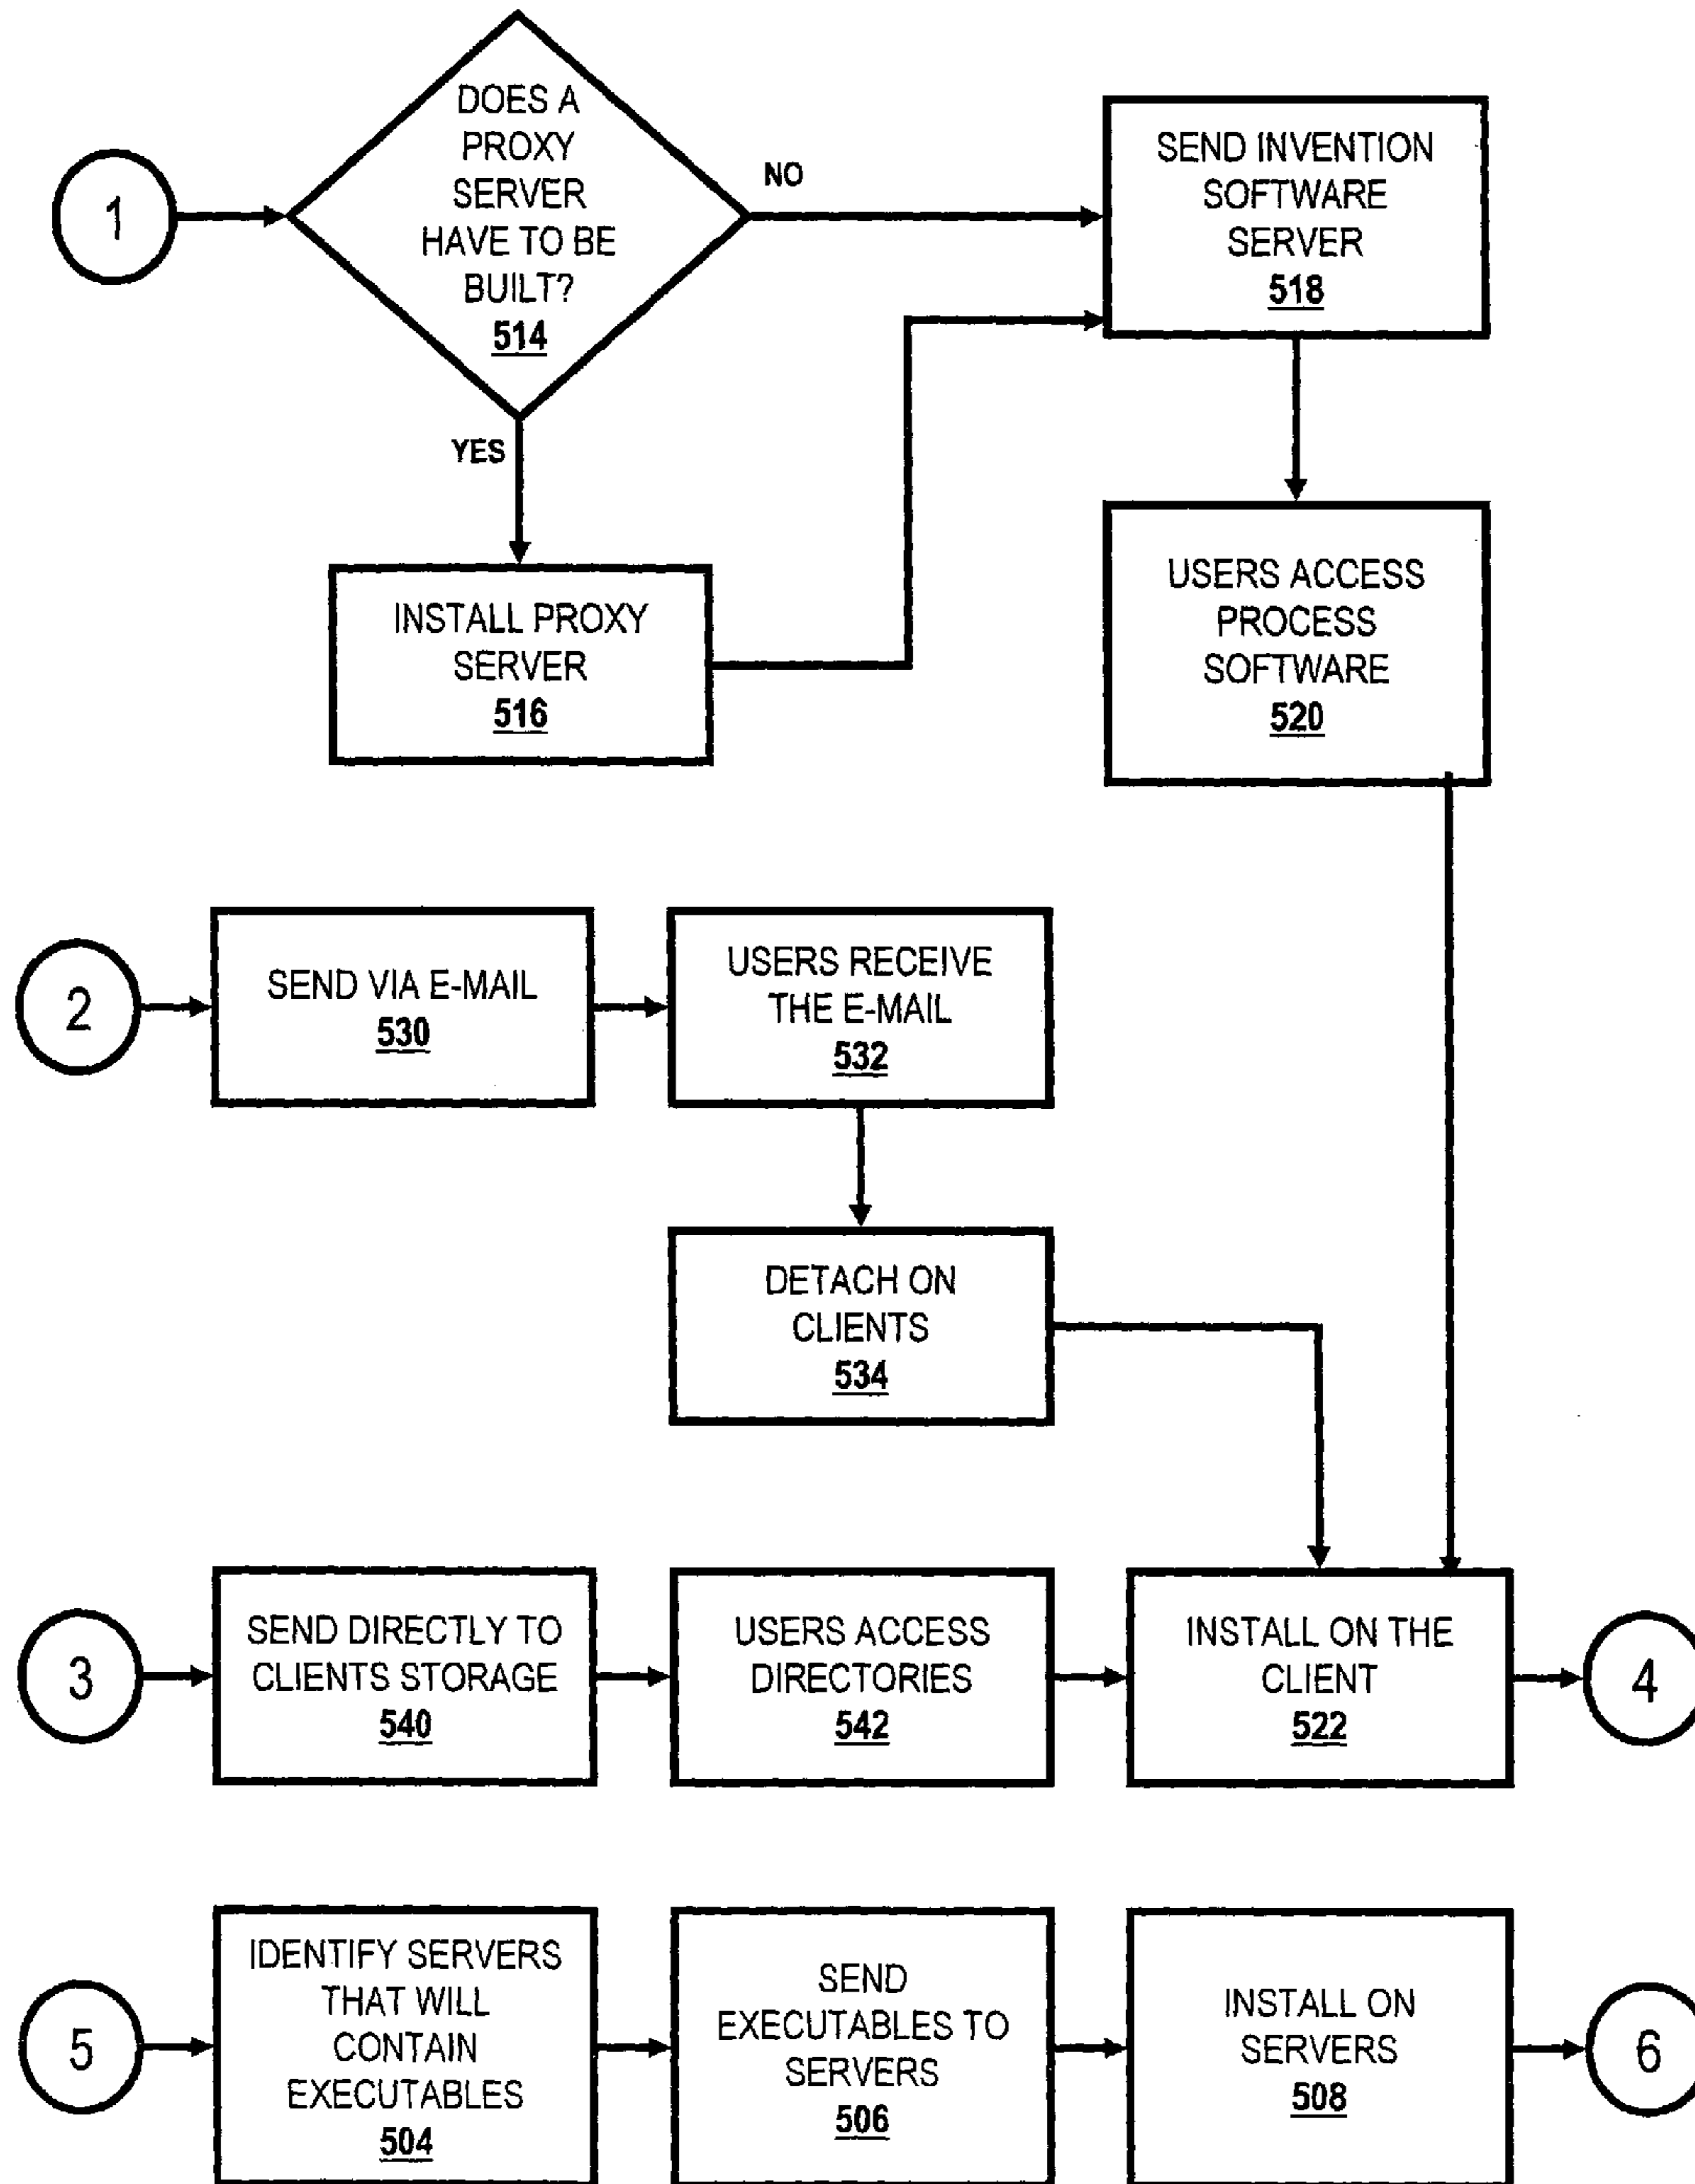 1
DOES A
PROXY
SERVER
HAVE TO BE
BUILT?
514
NO
YES
SEND INVENTION
SOFTWARE
SERVER
518
INSTALL PROXY
SERVER
516
USERS ACCESS
PROCESS
SOFTWARE
520
2
SEND VIA E-MAIL
530
USERS RECEIVE
THE E-MAIL
532
DETACH ON
CLIENTS
534
3
SEND DIRECTLY TO
CLIENTS STORAGE
540
USERS ACCESS
DIRECTORIES
542
INSTALL ON THE
CLIENT
522
4
5
IDENTIFY SERVERS
THAT WILL
CONTAIN
EXECUTABLES
504
SEND
EXECUTABLES TO
SERVERS
506
INSTALL ON
SERVERS
508
6